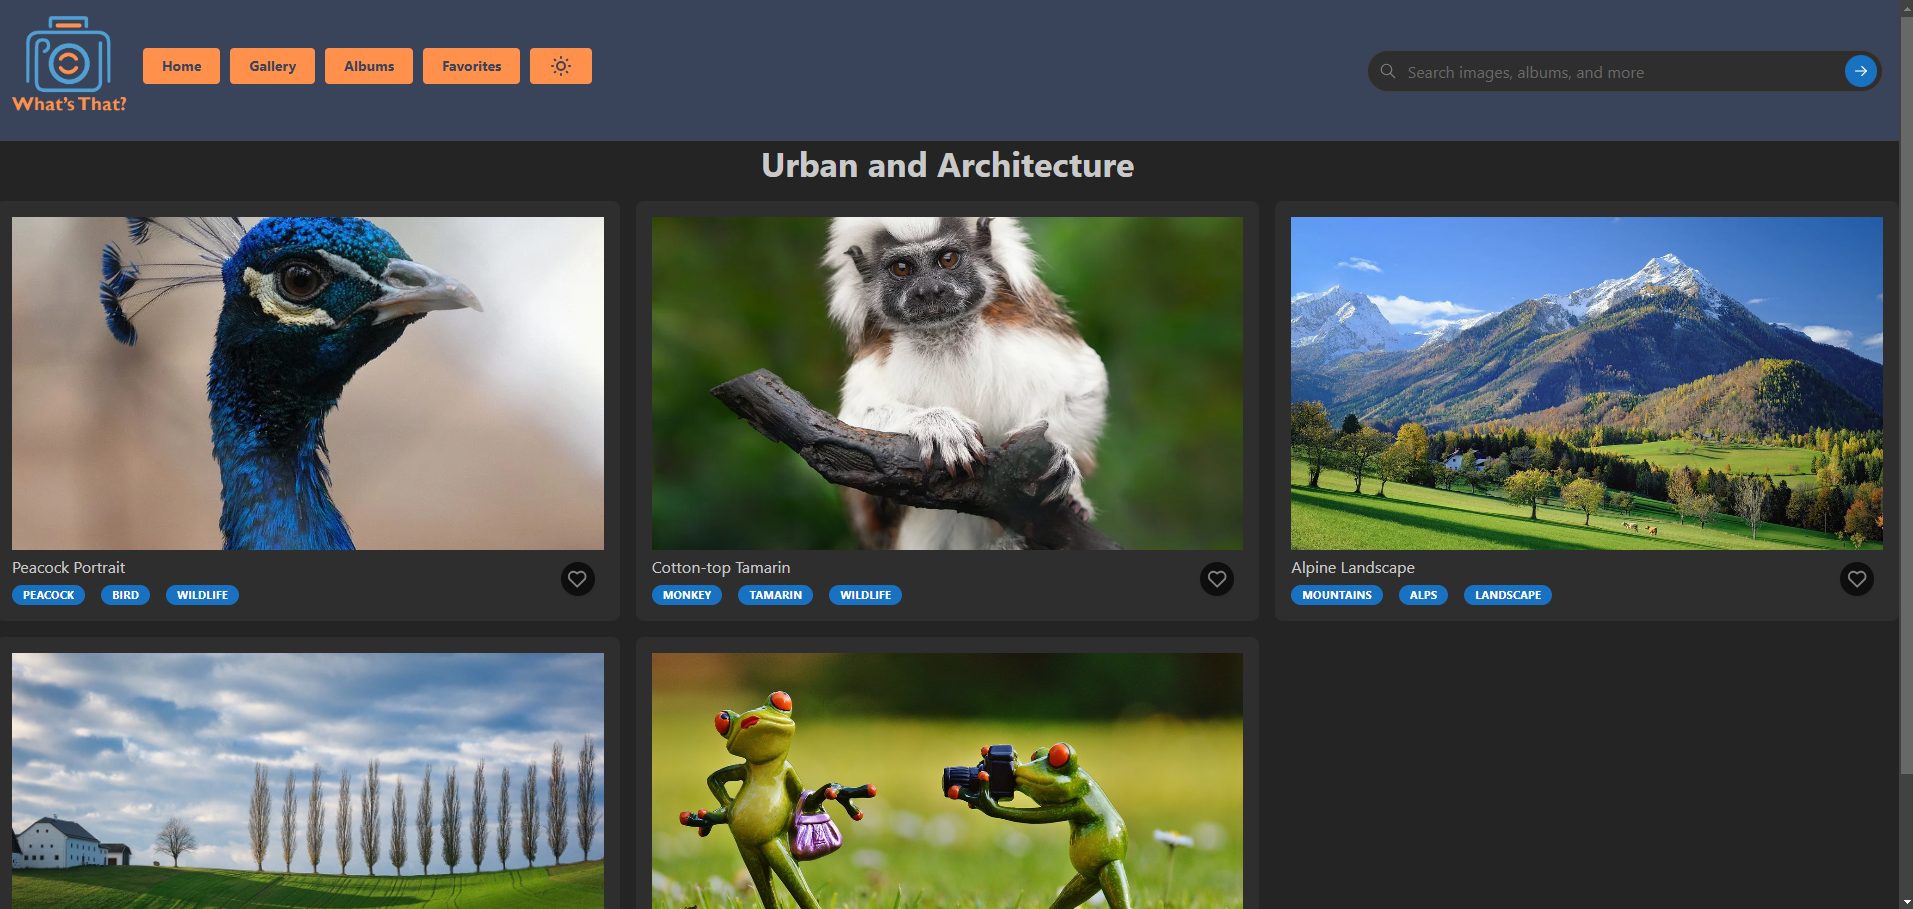 What's That?
Home
Gallery
Albums
Favorites
Search images, albums, and more
Urban and Architecture
Peacock Portrait
PEACOCK BIRD WILDLIFE
Cotton-top Tamarin
MONKEY TAMARIN WILDLIFE
Alpine Landscape
MOUNTAINS ALPS LANDSCAPE